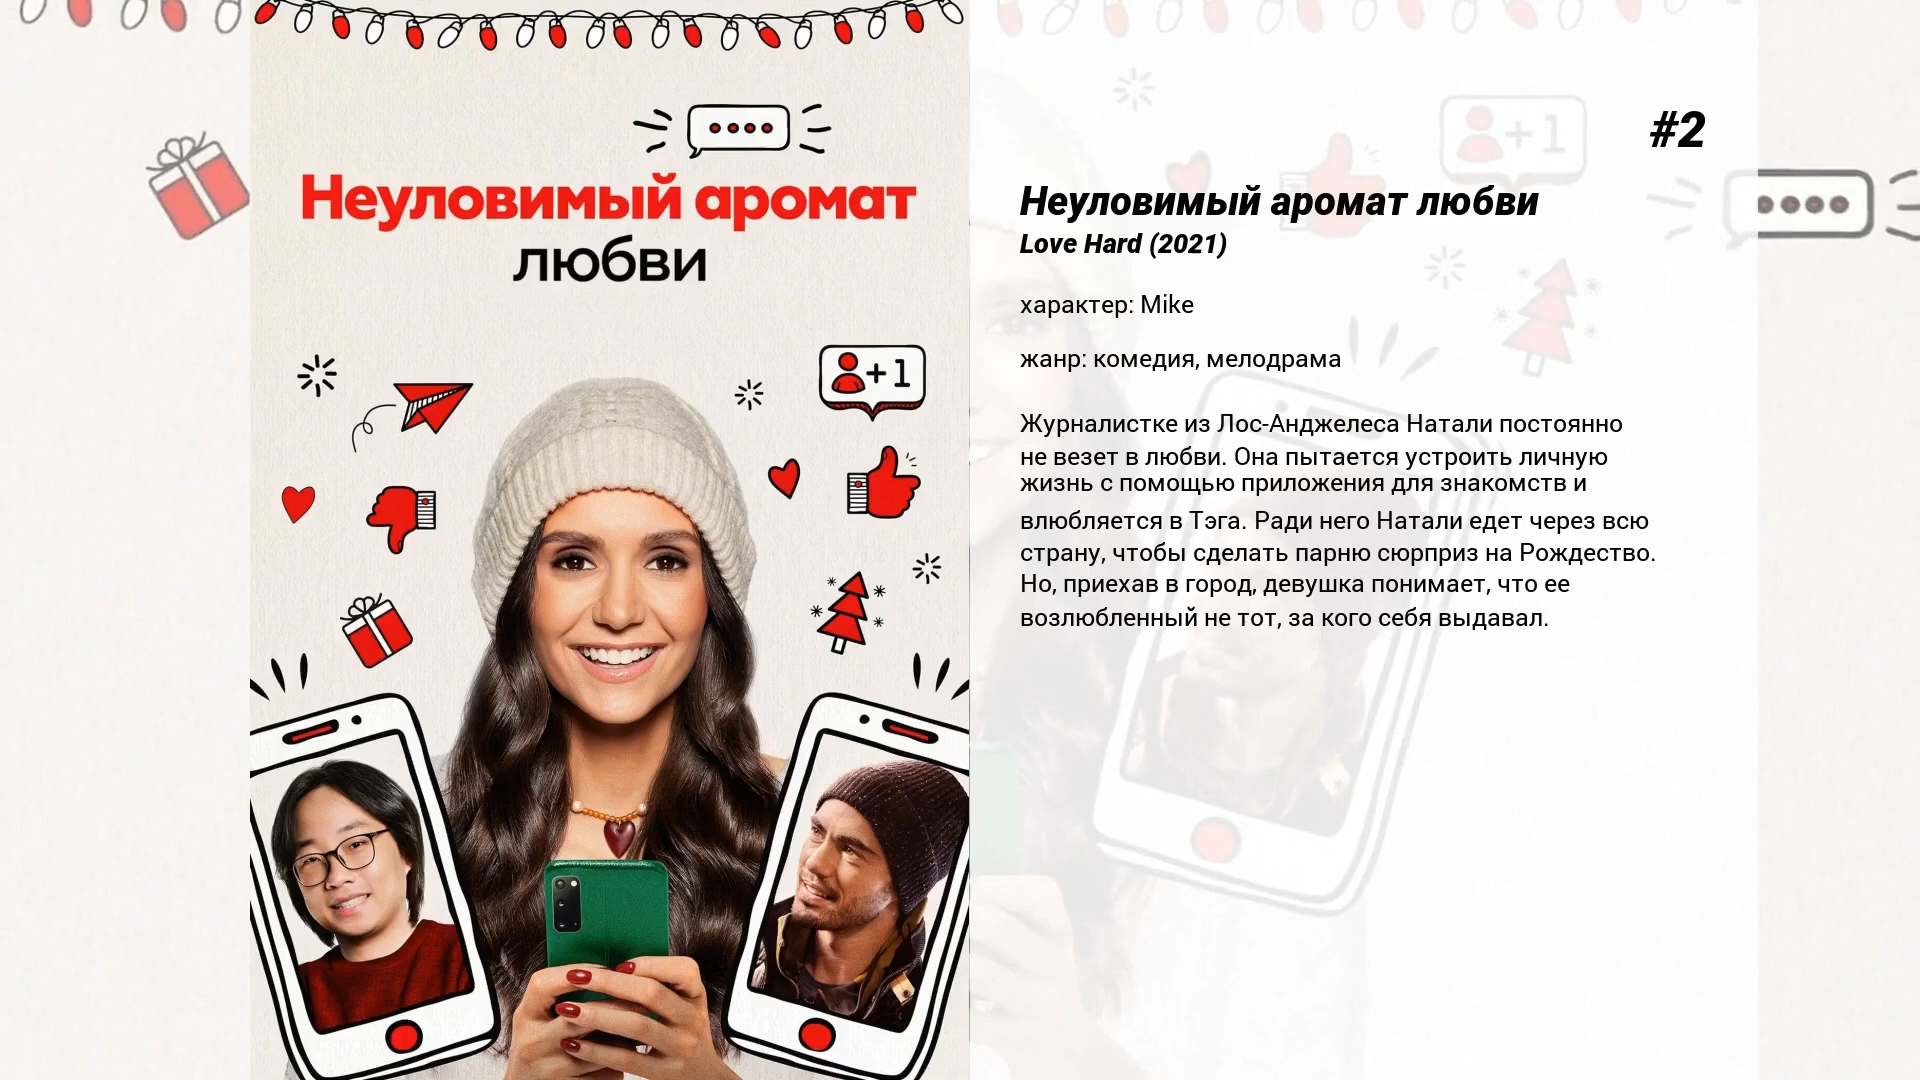 Неуловимый аромат
любви
+1
#2
Неуловимый аромат любви
Love Hard (2021)
характер: Mike
жанр: комедия, мелодрама
Журналистке из Лос-Анджелеса Натали постоянно
не везет в любви. Она пытается устроить личную
жизнь с помощью приложения для знакомств и
влюбляется в Тэга. Ради него Натали едет через всю
страну, чтобы сделать парню сюрприз на Рождество.
Но, приехав в город, девушка понимает, что ее
возлюбленный не тот, за кого себя выдавал.
+1